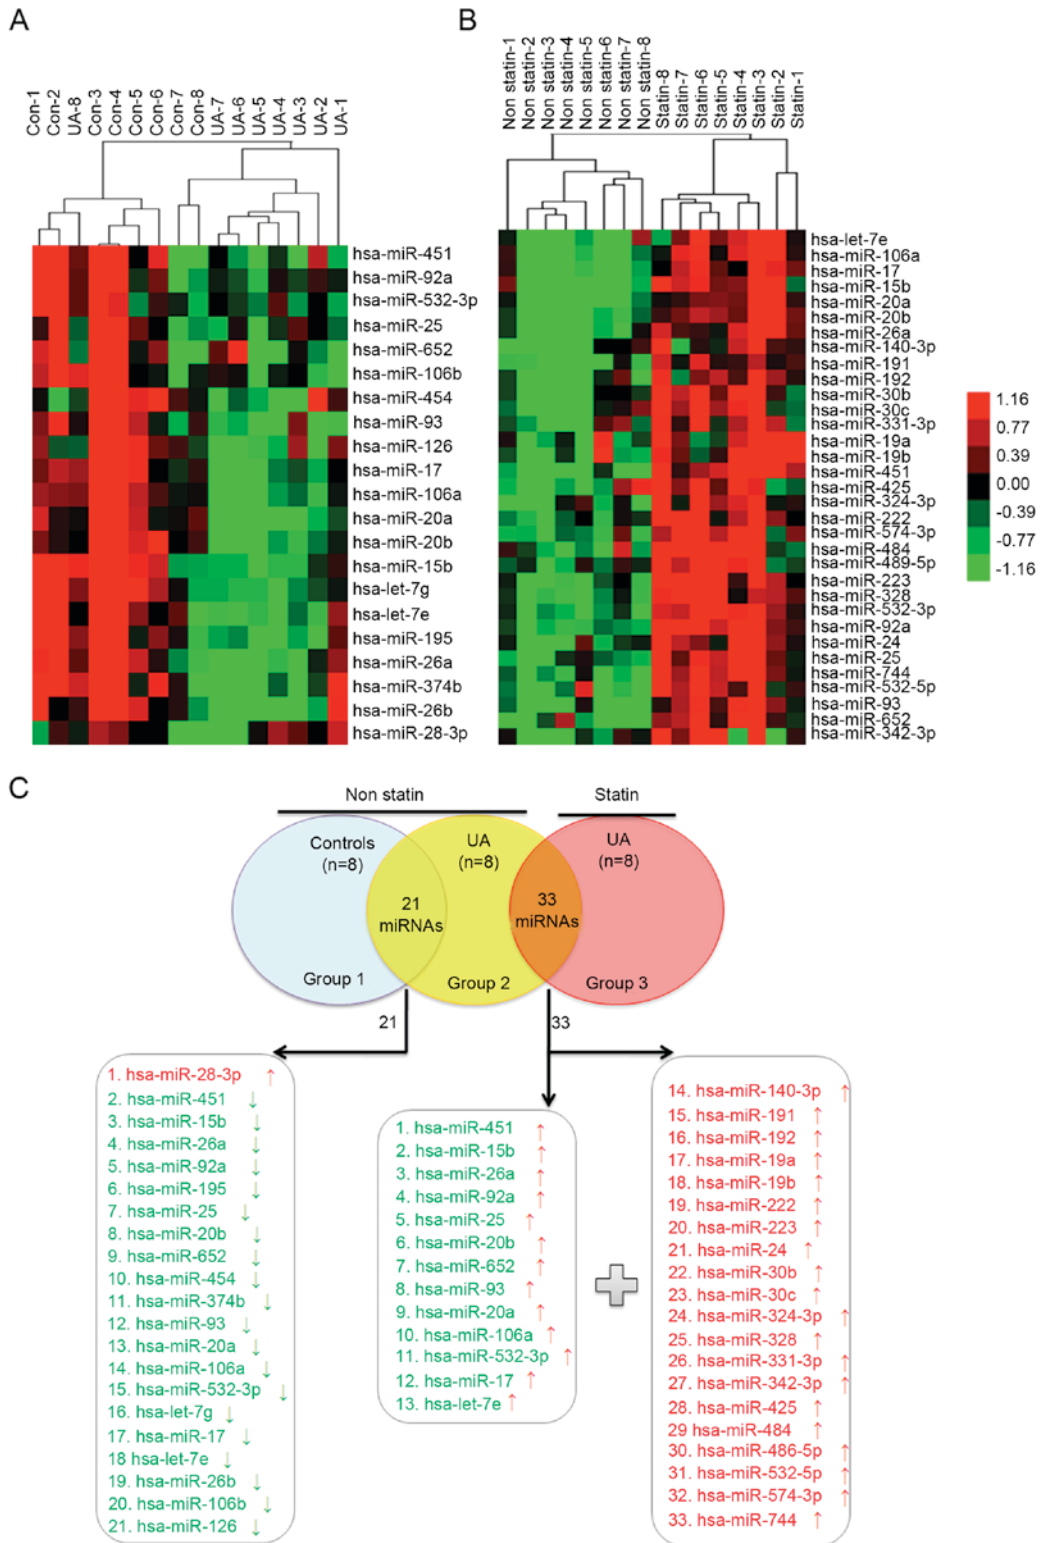 A
Con-1
Con-2
UA-8
Con-3
Con-4
Con-5
Con-6
Con-7
Con-8
UA-7
UA-6
UA-5
UA-4
UA-3
UA-2
UA-1
hsa-miR-451
hsa-miR-92a
hsa-miR-532-3p
hsa-miR-25
hsa-miR-652
hsa-miR-106b
hsa-miR-454
hsa-miR-93
hsa-miR-126
hsa-miR-17
hsa-miR-106a
hsa-miR-20a
hsa-miR-20b
hsa-miR-15b
hsa-let-7g
hsa-let-7e
hsa-miR-195
hsa-miR-26a
hsa-miR-374b
hsa-miR-26b
hsa-miR-28-3p
B
Non statin-1
Non statin-2
Non statin-3
Non statin-4
Non statin-5
Non statin-6
Non statin-7
Non statin-8
Statin-8
Statin-7
Statin-6
Statin-5
Statin-4
Statin-3
Statin-2
Statin-1
hsa-let-7e
hsa-miR-106a
hsa-miR-17
hsa-miR-15b
hsa-miR-20a
hsa-miR-20b
hsa-miR-26a
hsa-miR-140-3p
hsa-miR-191
hsa-miR-192
hsa-miR-30b
hsa-miR-30c
hsa-miR-331-3p
hsa-miR-19a
hsa-miR-19b
hsa-miR-451
hsa-miR-425
hsa-miR-324-3p
hsa-miR-222
hsa-miR-574-3p
hsa-miR-484
hsa-miR-489-5p
hsa-miR-223
hsa-miR-328
hsa-miR-532-3p
hsa-miR-92a
hsa-miR-24
hsa-miR-25
hsa-miR-744
hsa-miR-532-5p
hsa-miR-93
hsa-miR-652
hsa-miR-342-3p
1.16
0.77
0.39
0.00
-0.39
-0.77
-1.16
C
Non statin
Statin
Controls
(n=8)
UA
(n=8)
UA
(n=8)
21
miRNAs
33
miRNAs
Group 1
Group 2
Group 3
21
33
1. hsa-miR-28-3p ↑
2. hsa-miR-451 ↓
3. hsa-miR-15b ↓
4. hsa-miR-26a ↓
5. hsa-miR-92a ↓
6. hsa-miR-195 ↓
7. hsa-miR-25 ↓
8. hsa-miR-20b ↓
9. hsa-miR-652 ↓
10. hsa-miR-454 ↓
11. hsa-miR-374b ↓
12. hsa-miR-93 ↓
13. hsa-miR-20a ↓
14. hsa-miR-106a ↓
15. hsa-miR-532-3p ↓
16. hsa-let-7g ↓
17. hsa-miR-17 ↓
18 hsa-let-7e ↓
19. hsa-miR-26b ↓
20. hsa-miR-106b ↓
21. hsa-miR-126 ↓
1. hsa-miR-451 ↑
2. hsa-miR-15b ↑
3. hsa-miR-26a ↑
4. hsa-miR-92a ↑
5. hsa-miR-25 ↑
6. hsa-miR-20b ↑
7. hsa-miR-652 ↑
8. hsa-miR-93 ↑
9. hsa-miR-20a ↑
10. hsa-miR-106a ↑
11. hsa-miR-532-3p ↑
12. hsa-miR-17 ↑
13. hsa-let-7e ↑
14. hsa-miR-140-3p ↑
15. hsa-miR-191 ↑
16. hsa-miR-192 ↑
17. hsa-miR-19a ↑
18. hsa-miR-19b ↑
19. hsa-miR-222 ↑
20. hsa-miR-223 ↑
21. hsa-miR-24 ↑
22. hsa-miR-30b ↑
23. hsa-miR-30c ↑
24. hsa-miR-324-3p ↑
25. hsa-miR-328 ↑
26. hsa-miR-331-3p ↑
27. hsa-miR-342-3p ↑
28. hsa-miR-425 ↑
29 hsa-miR-484 ↑
30. hsa-miR-486-5p ↑
31. hsa-miR-532-5p ↑
32. hsa-miR-574-3p ↑
33. hsa-miR-744 ↑